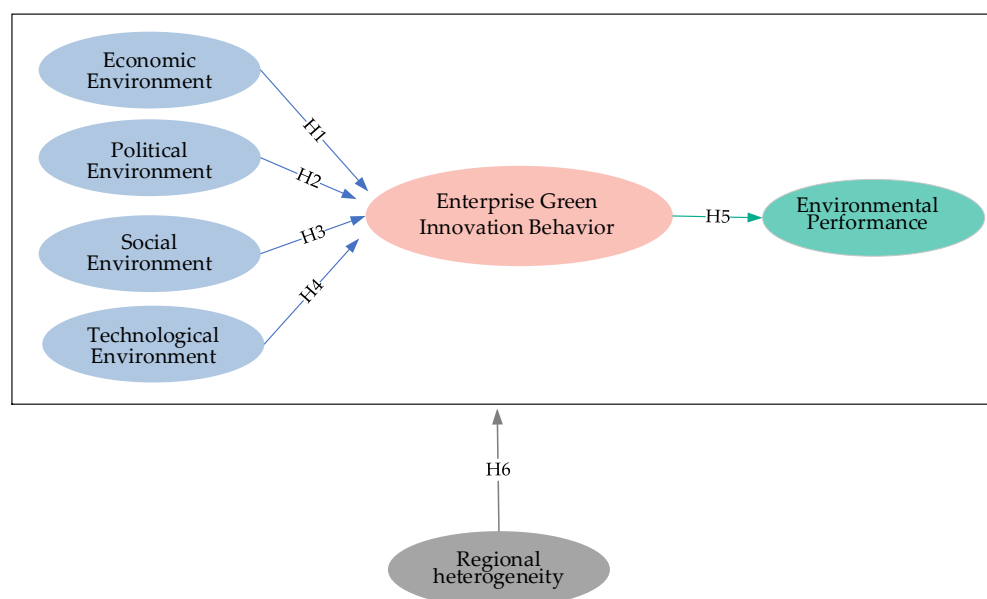 Economic
Environment
H1
Political
Environment
H2
Enterprise Green
Innovation Behavior
H5
Environmental
Performance
Social
Environment
H3
H4
Technological
Environment
H6
Regional
heterogeneity